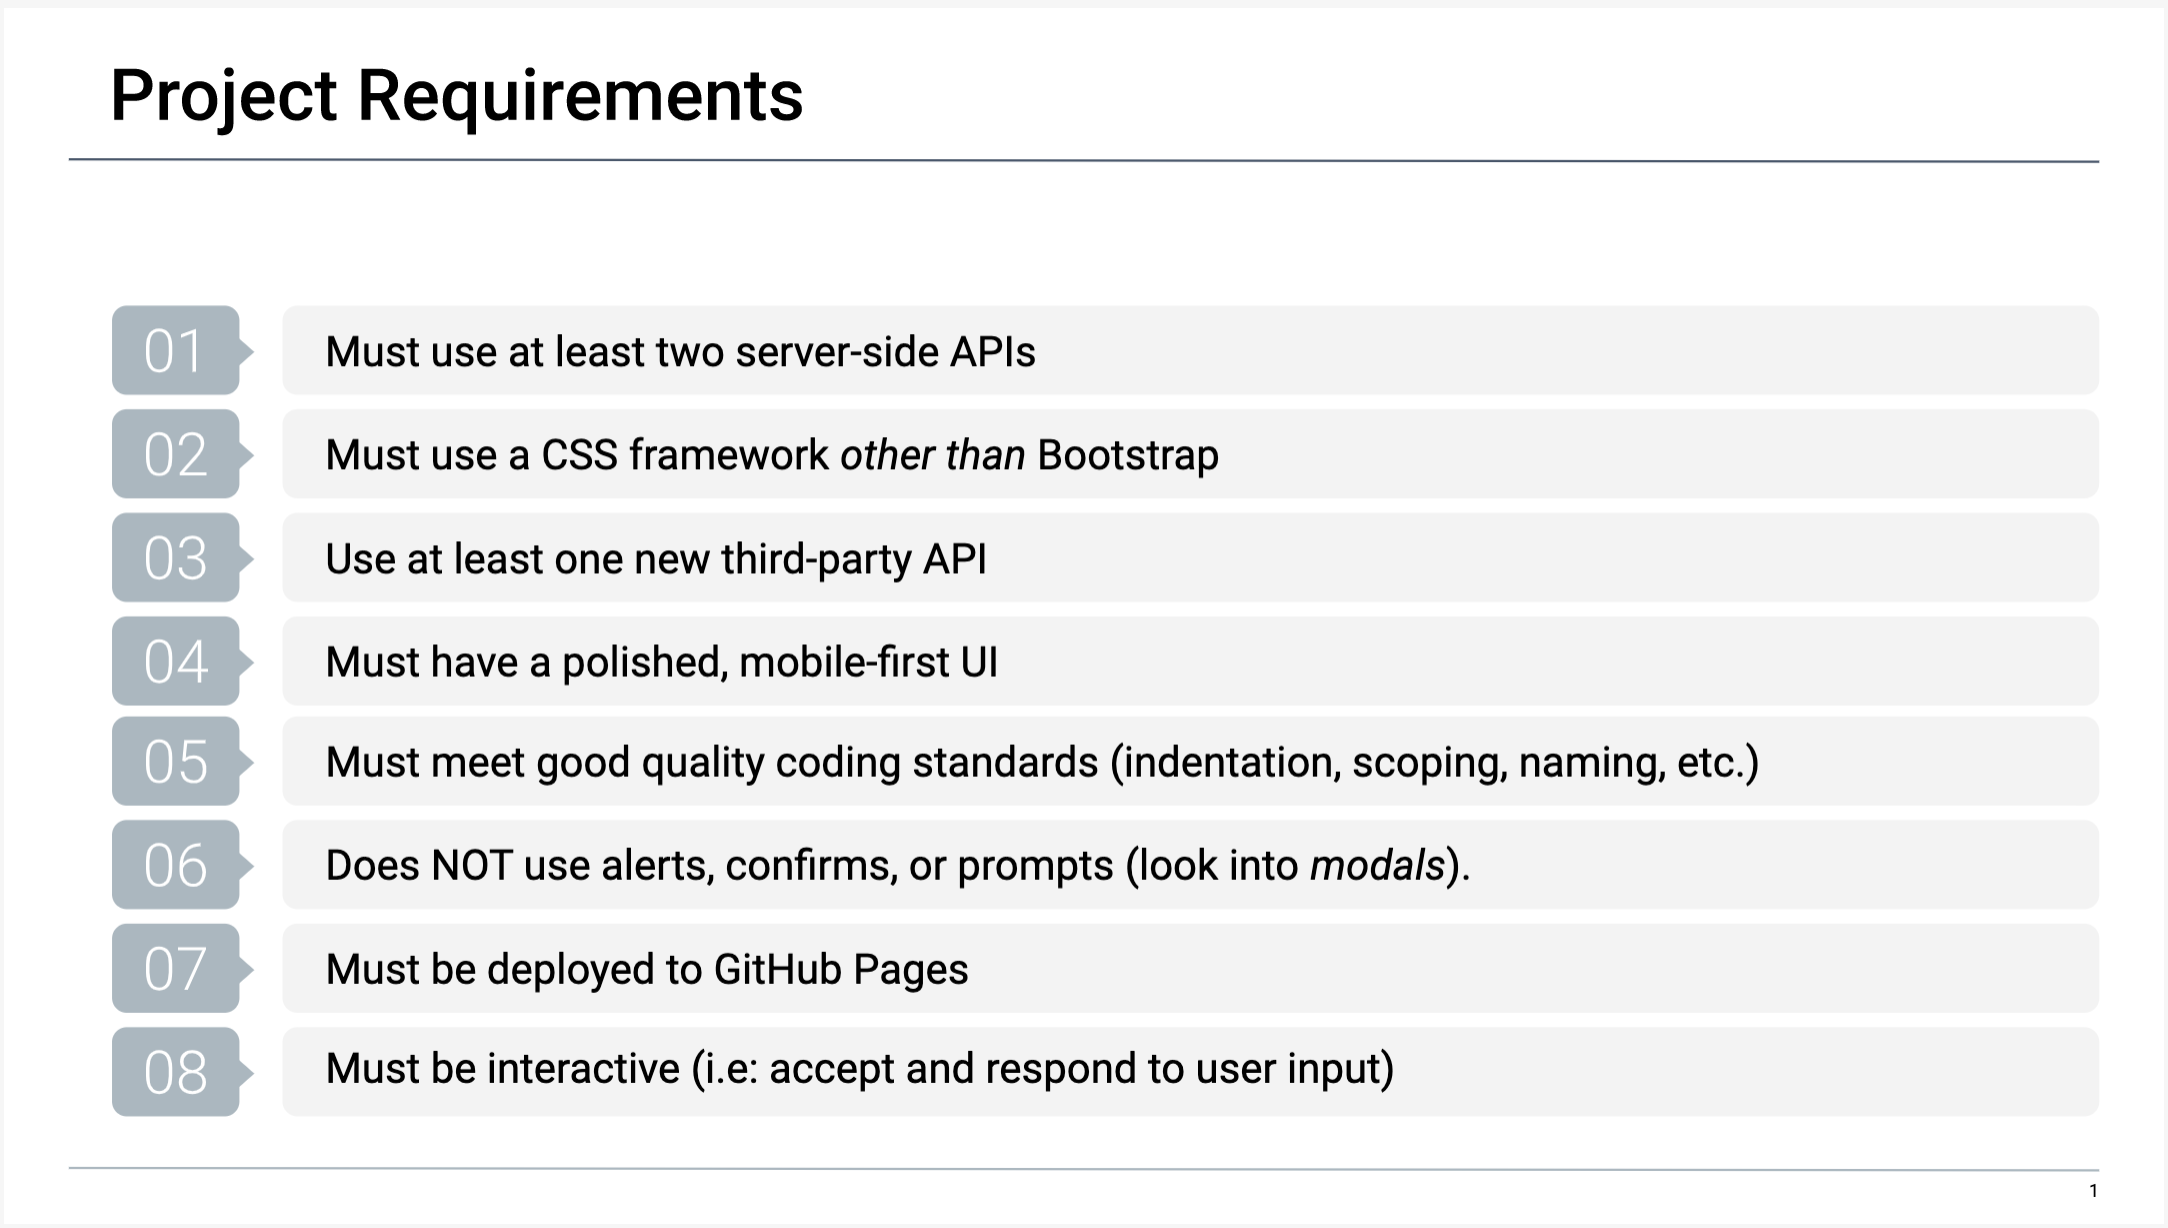 Project Requirements
01 Must use at least two server-side APIs
02 Must use a CSS framework other than Bootstrap
03 Use at least one new third-party API
04 Must have a polished, mobile-first UI
05 Must meet good quality coding standards (indentation, scoping, naming, etc.)
06 Does NOT use alerts, confirms, or prompts (look into modals).
07 Must be deployed to GitHub Pages
08 Must be interactive (i.e: accept and respond to user input)
1